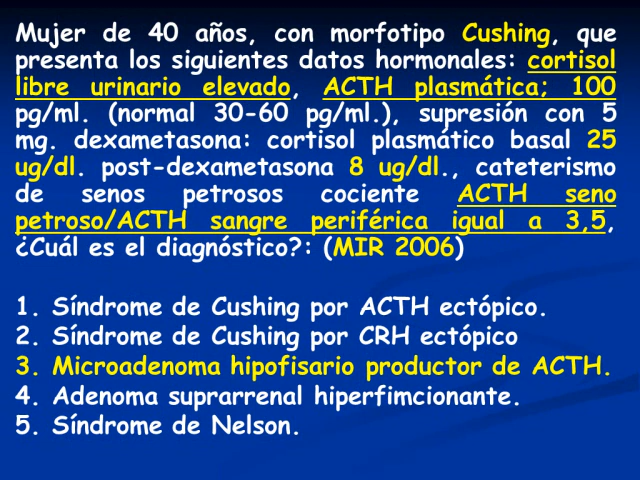 Mujer de 40 años, con morfotipo Cushing, que
presenta los siguientes datos hormonales: cortisol
libre urinario elevado, ACTH plasmática; 100
pg/ml. (normal 30-60 pg/ml.), supresión con 5
mg. dexametasona: cortisol plasmático basal 25
ug/dl. post-dexametasona 8 ug/dl., cateterismo
de senos petrosos cociente ACTH seno
petroso/ACTH sangre periférica igual a 3,5,
¿Cuál es el diagnóstico?: (MIR 2006)
1. Síndrome de Cushing por ACTH ectópico.
2. Síndrome de Cushing por CRH ectópico
3. Microadenoma hipofisario productor de ACTH.
4. Adenoma suprarrenal hiperfimcionante.
5. Síndrome de Nelson.